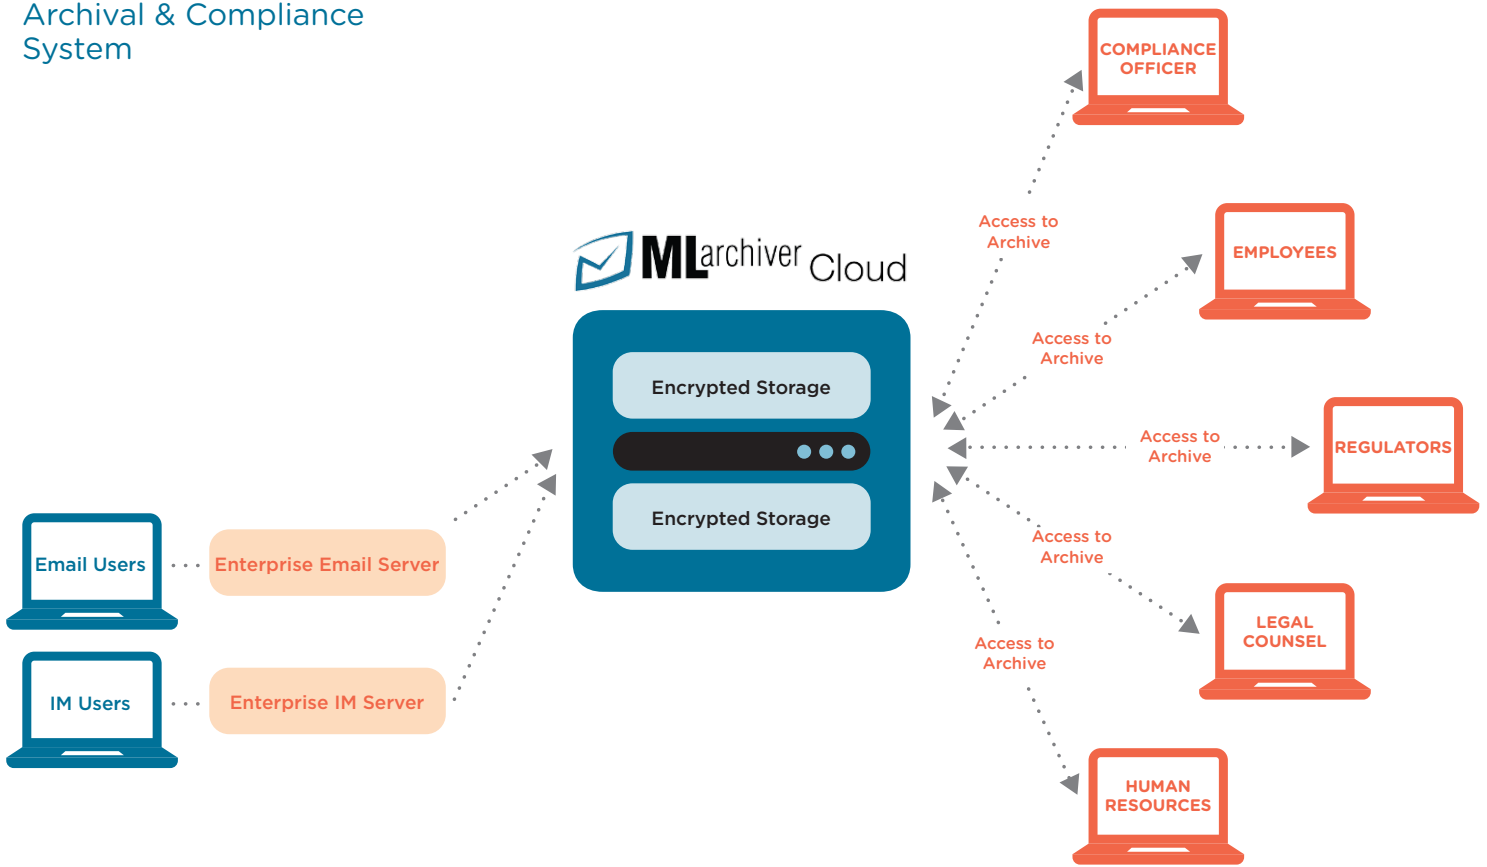 Archival & Compliance
System
MLarchiver Cloud
Encrypted Storage
Encrypted Storage
Email Users
Enterprise Email Server
IM Users
Enterprise IM Server
Access to
Archive
COMPLIANCE
OFFICER
Access to
Archive
EMPLOYEES
Access to
Archive
REGULATORS
Access to
Archive
LEGAL
COUNSEL
Access to
Archive
HUMAN
RESOURCES